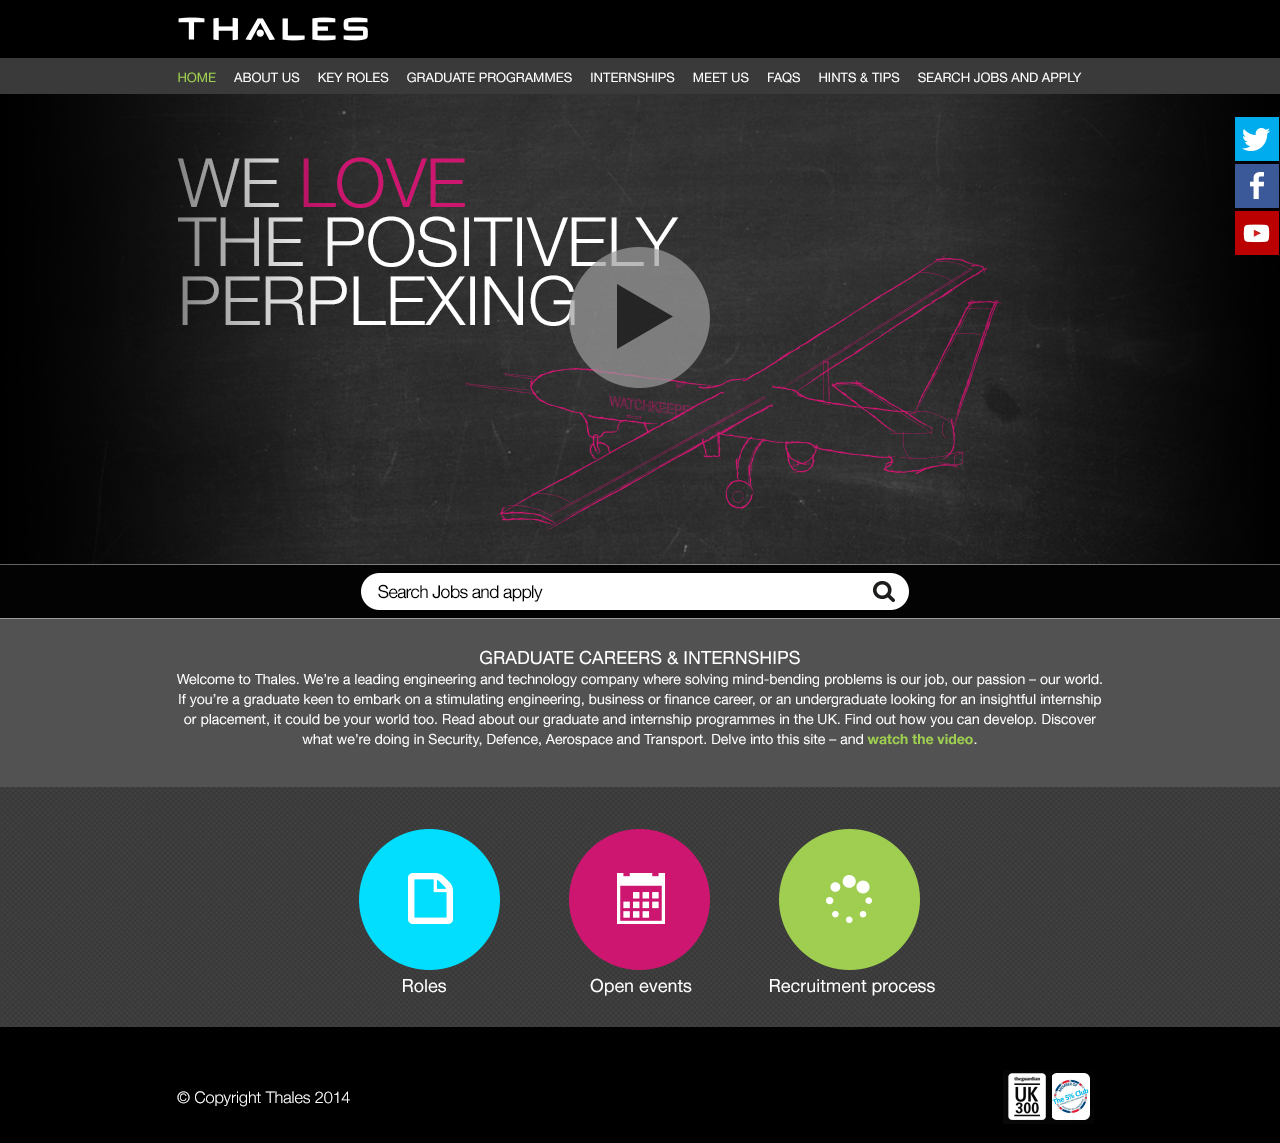 THALES
HOME ABOUT US KEY ROLES GRADUATE PROGRAMMES INTERNSHIPS MEET US FAQS HINTS & TIPS SEARCH JOBS AND APPLY
WE LOVE
THE POSITIVELY
PERPLEXING
Search Jobs and apply
GRADUATE CAREERS & INTERNSHIPS
Welcome to Thales. We’re a leading engineering and technology company where solving mind-bending problems is our job, our passion – our world.
If you’re a graduate keen to embark on a stimulating engineering, business or finance career, or an undergraduate looking for an insightful internship
or placement, it could be your world too. Read about our graduate and internship programmes in the UK. Find out how you can develop. Discover
what we’re doing in Security, Defence, Aerospace and Transport. Delve into this site – and watch the video.
Roles
Open events
Recruitment process
© Copyright Thales 2014
theguardian
UK
300
The 5% Club